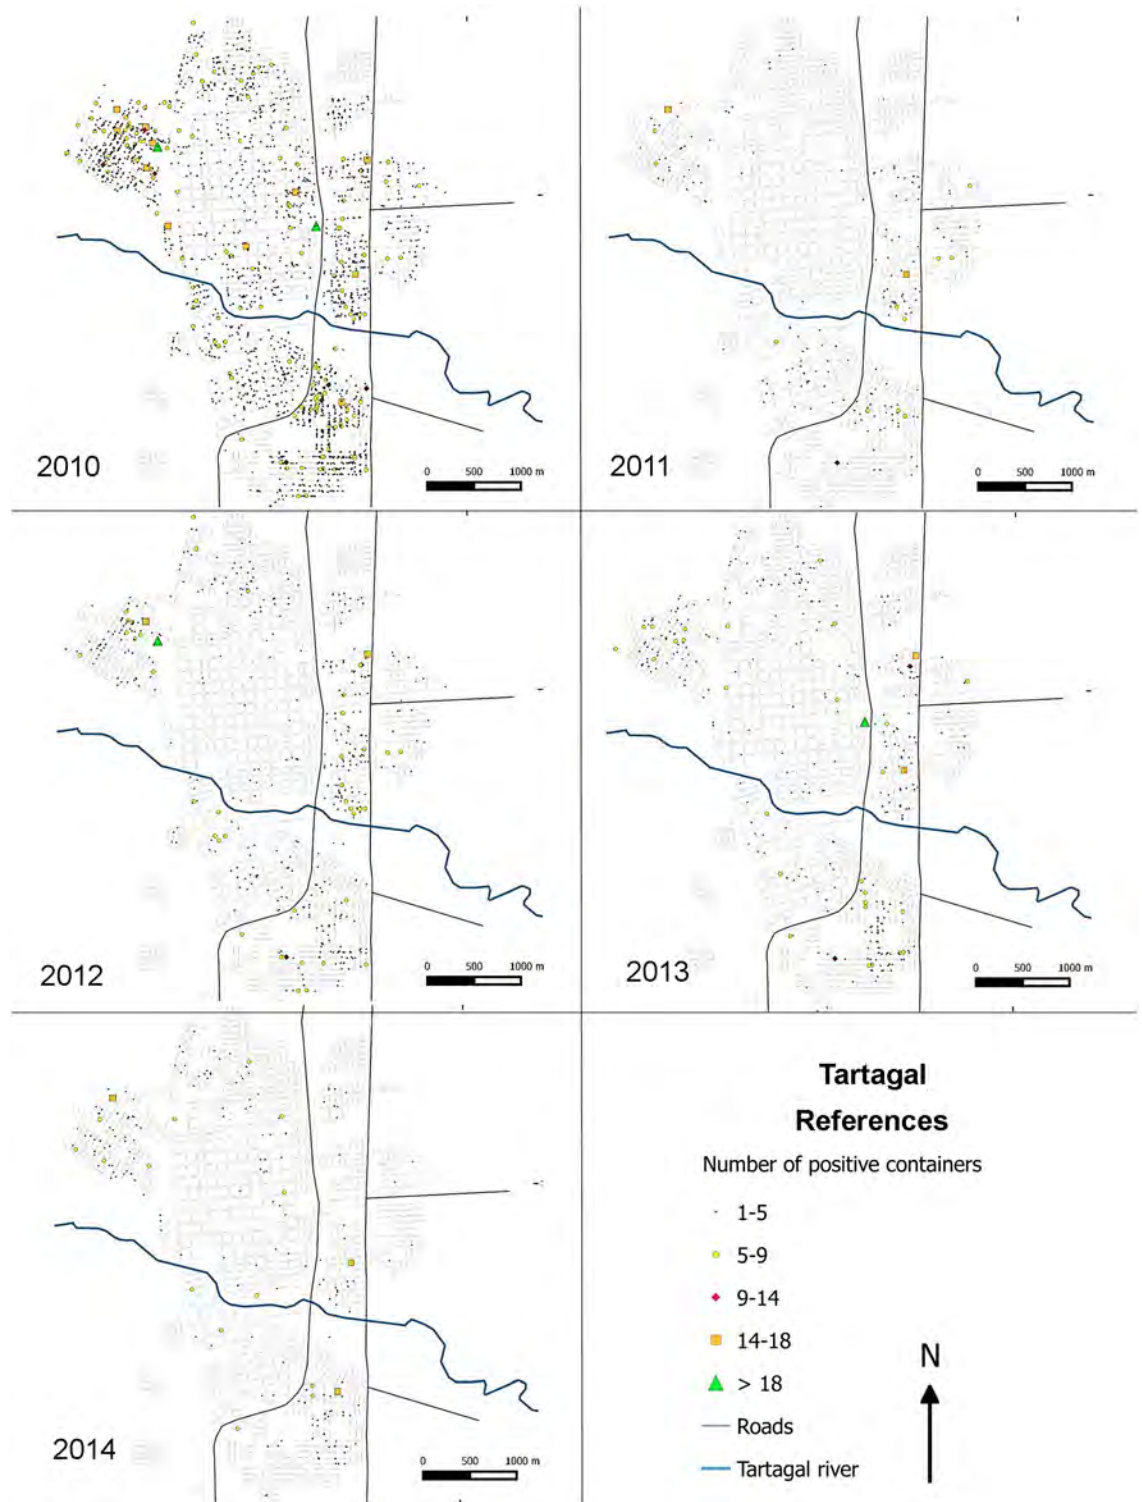 2010
0 500 1000 m
2011
0 500 1000 m
2012
0 500 1000 m
2013
0 500 1000 m
2014
0 500 1000 m
Tartagal
References
Number of positive containers
1-5
5-9
9-14
14-18
> 18
Roads
Tartagal river
N